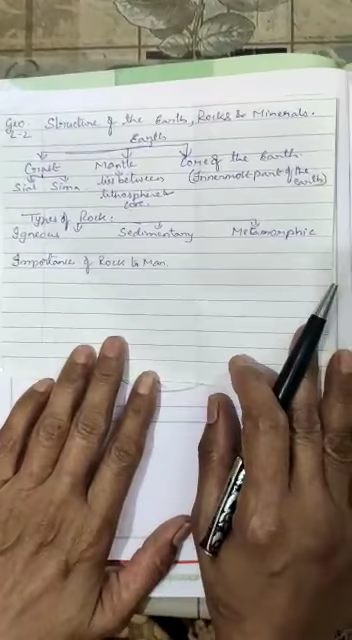 Geo. Structure of the Earth, Rocks & Minerals.
L-2
Earth
Crust Mantle Core of the Earth.
Sial Sima lies between (Innermost part of the earth)
lithosphere &
core.
Types of Rock.
Igneous Sedimentary Metamorphic
Importance of Rock to Man.